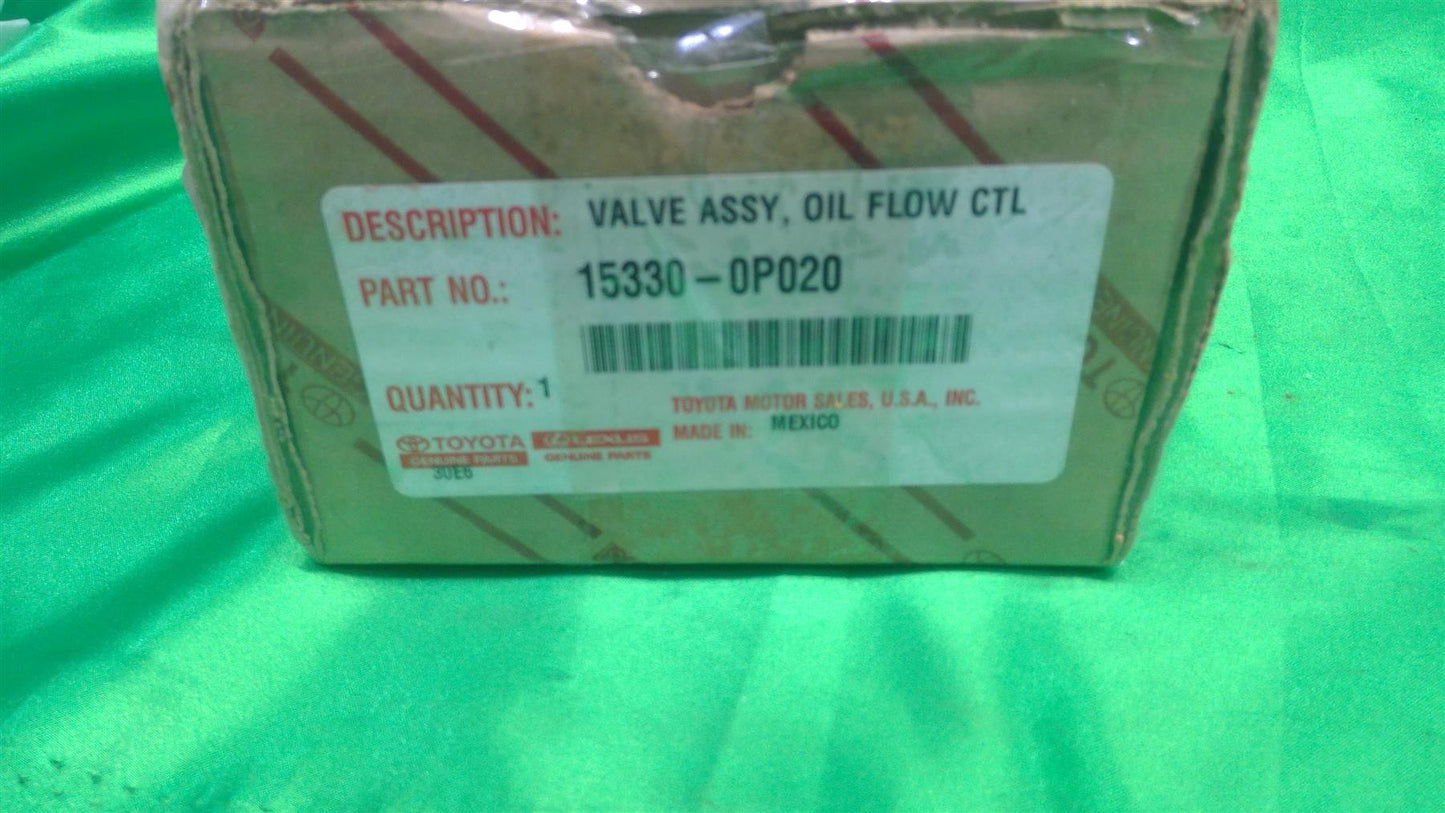 DESCRIPTION: VALVE ASSY, OIL FLOW CTL
PART NO.: 15330-0P020
QUANTITY: 1
TOYOTA MOTOR SALES, U.S.A., INC.
MADE IN: MEXICO
TOYOTA LEXUS
GENUINE PARTS GENUINE PARTS
30E6